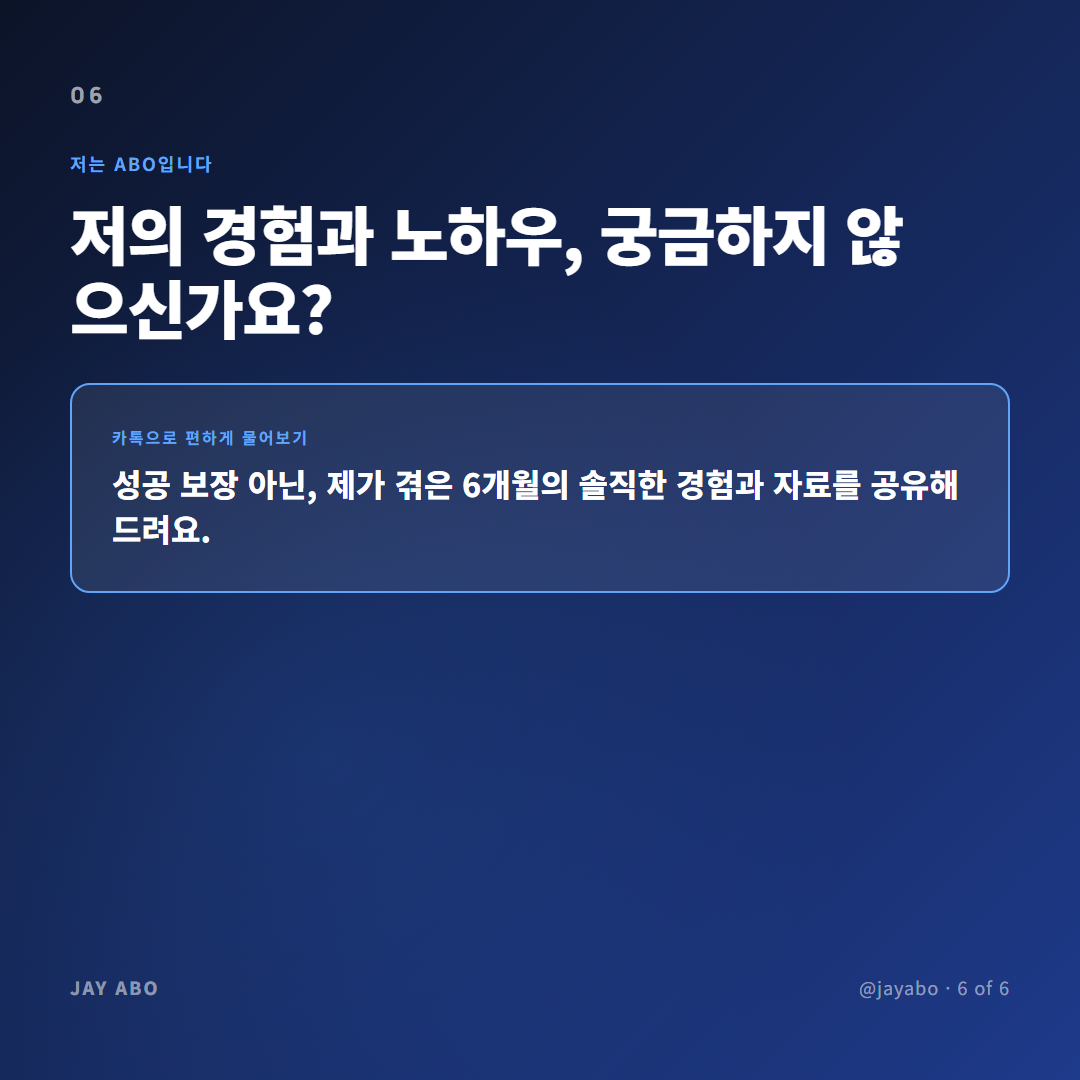 06
저는 ABO입니다
저의 경험과 노하우, 궁금하지 않
으신가요?
카톡으로 편하게 물어보기
성공 보장 아닌, 제가 겪은 6개월의 솔직한 경험과 자료를 공유해
드려요.
JAY ABO
@jayabo · 6 of 6